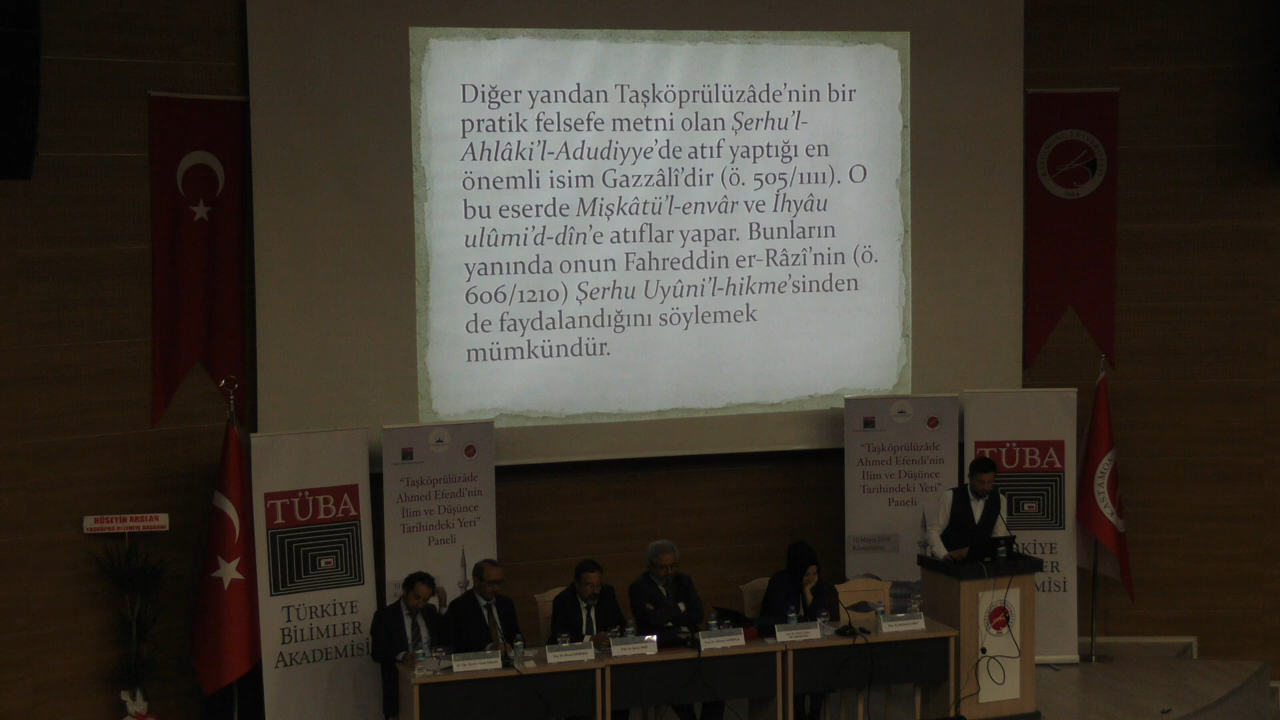 Diğer yandan Taşköprülüzâde’nin bir
pratik felsefe metni olan Şerhu’l-
Ahlâki’l-Adudiyye’de atıf yaptığı en
önemli isim Gazzâlî’dir (ö. 505/1111). O
bu eserde Mişkâtü’l-envâr ve İhyâu
ulûmi’d-dîn’e atıflar yapar. Bunların
yanında onun Fahreddin er-Râzî’nin (ö.
606/1210) Şerhu Uyûni’l-hikme’sinden
de faydalandığını söylemek
mümkündür.
HÜSEYİN ARSLAN
TÜBA
TÜRKİYE
BİLİMLER
AKADEMİSİ
“Taşköprülüzâde
Ahmed Efendi’nin
İlim ve Düşünce
Tarihindeki Yeri”
Paneli
“Taşköprülüzâde
Ahmed Efendi’nin
İlim ve Düşünce
Tarihindeki Yeri”
Paneli
TÜBA